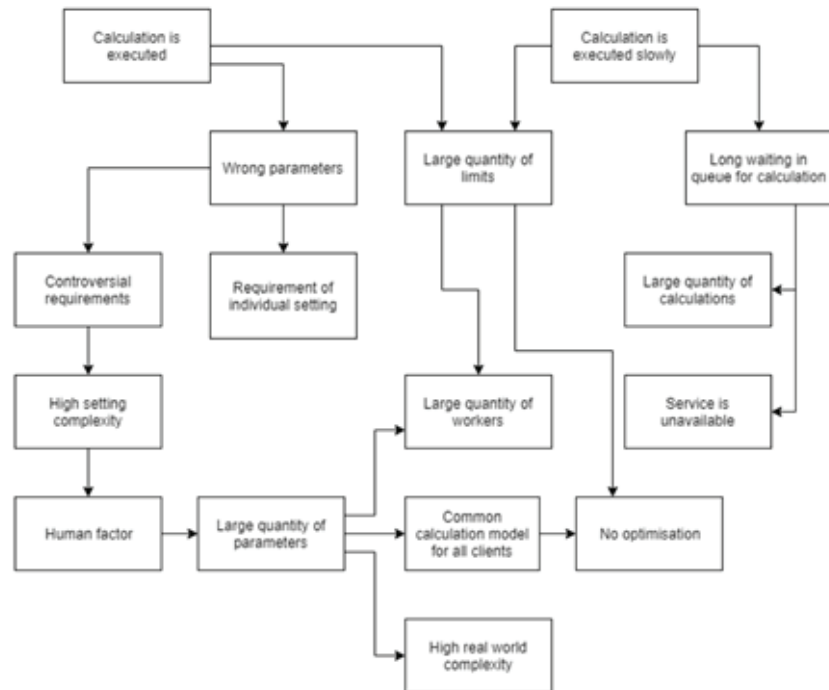 Calculation is
executed
Calculation is
executed slowly
Wrong parameters
Large quantity of
limits
Long waiting in
queue for calculation
Controversial
requirements
Requirement of
individual setting
Large quantity of
calculations
High setting
complexity
Large quantity of
workers
Service is
unavailable
Human factor
Large quantity of
parameters
Common
calculation model
for all clients
No optimisation
High real world
complexity